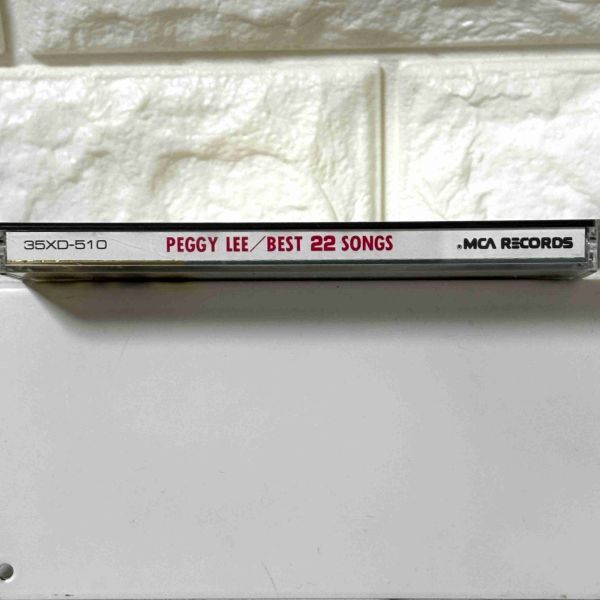 35XD-510 PEGGY LEE/BEST 22 SONGS ®MCA RECORDS